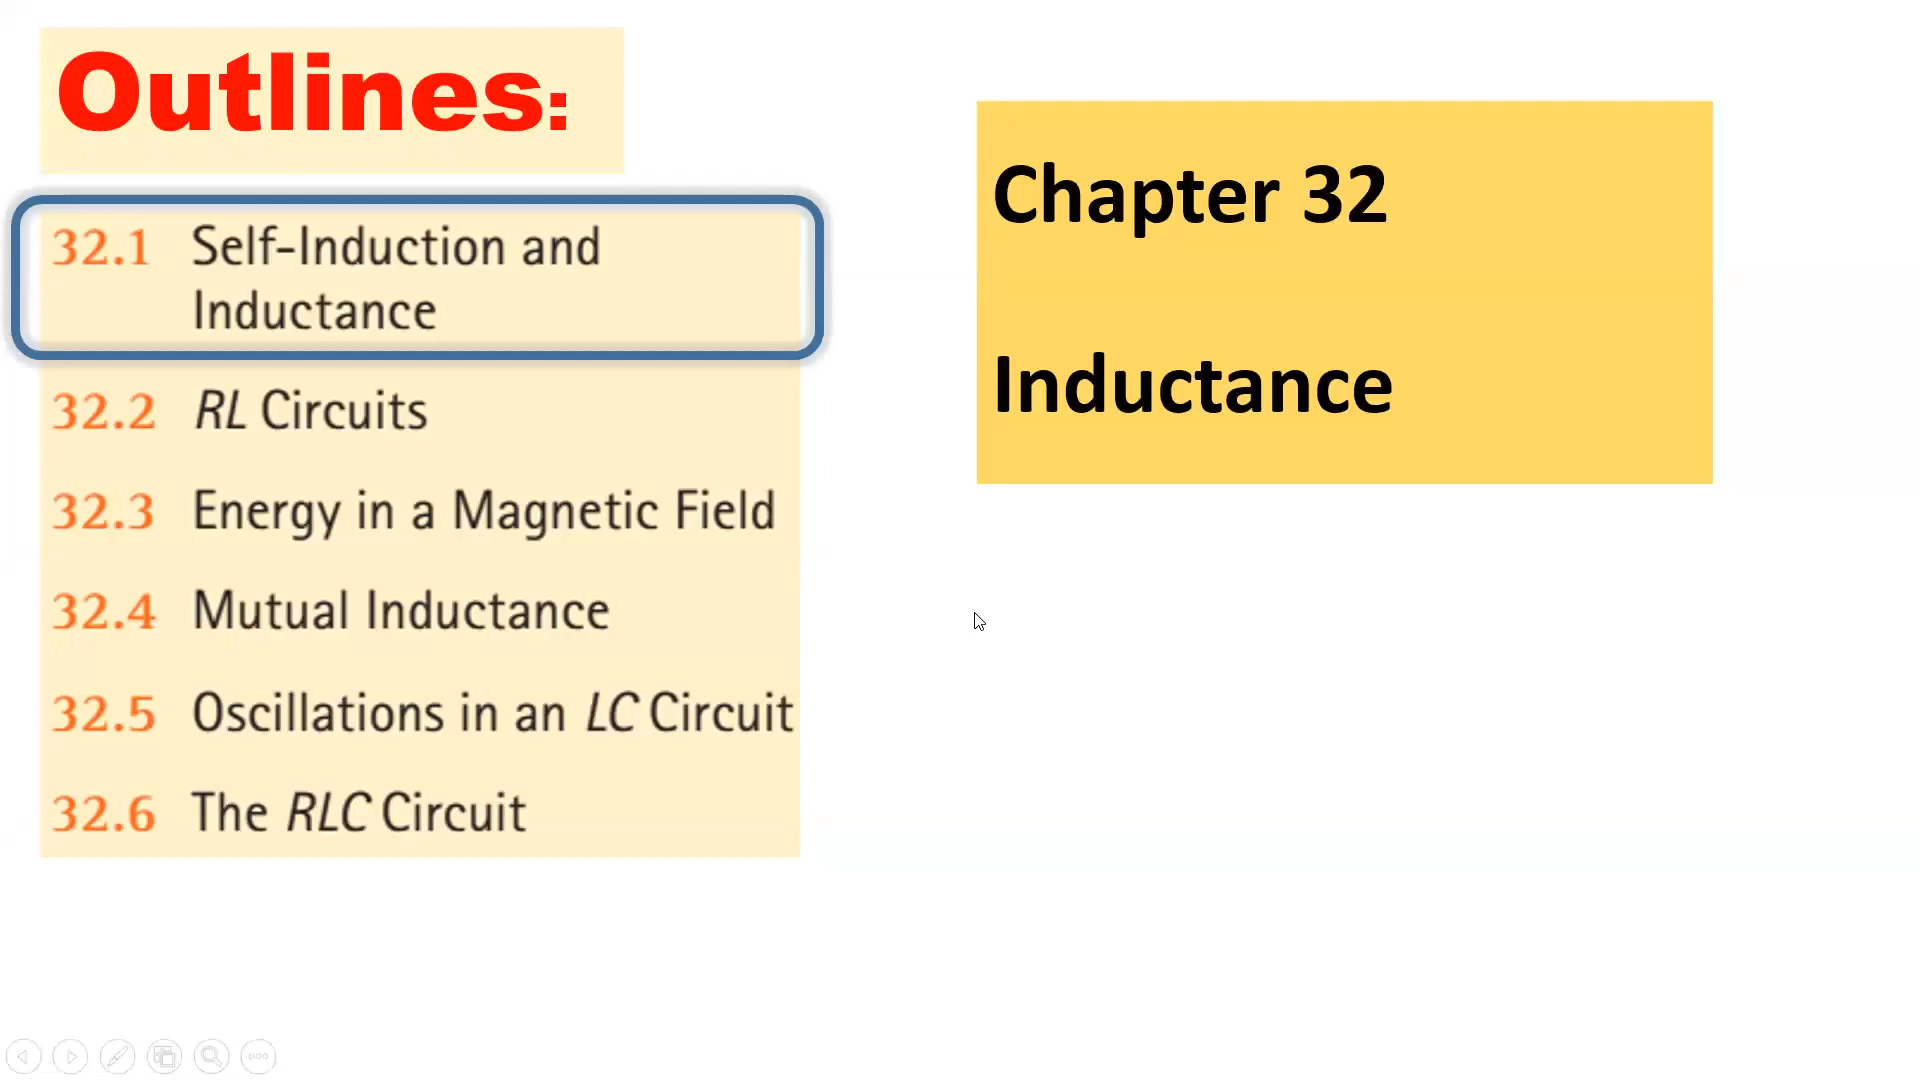 Outlines:
32.1 Self-Induction and
Inductance
32.2 RL Circuits
32.3 Energy in a Magnetic Field
32.4 Mutual Inductance
32.5 Oscillations in an LC Circuit
32.6 The RLC Circuit
Chapter 32
Inductance